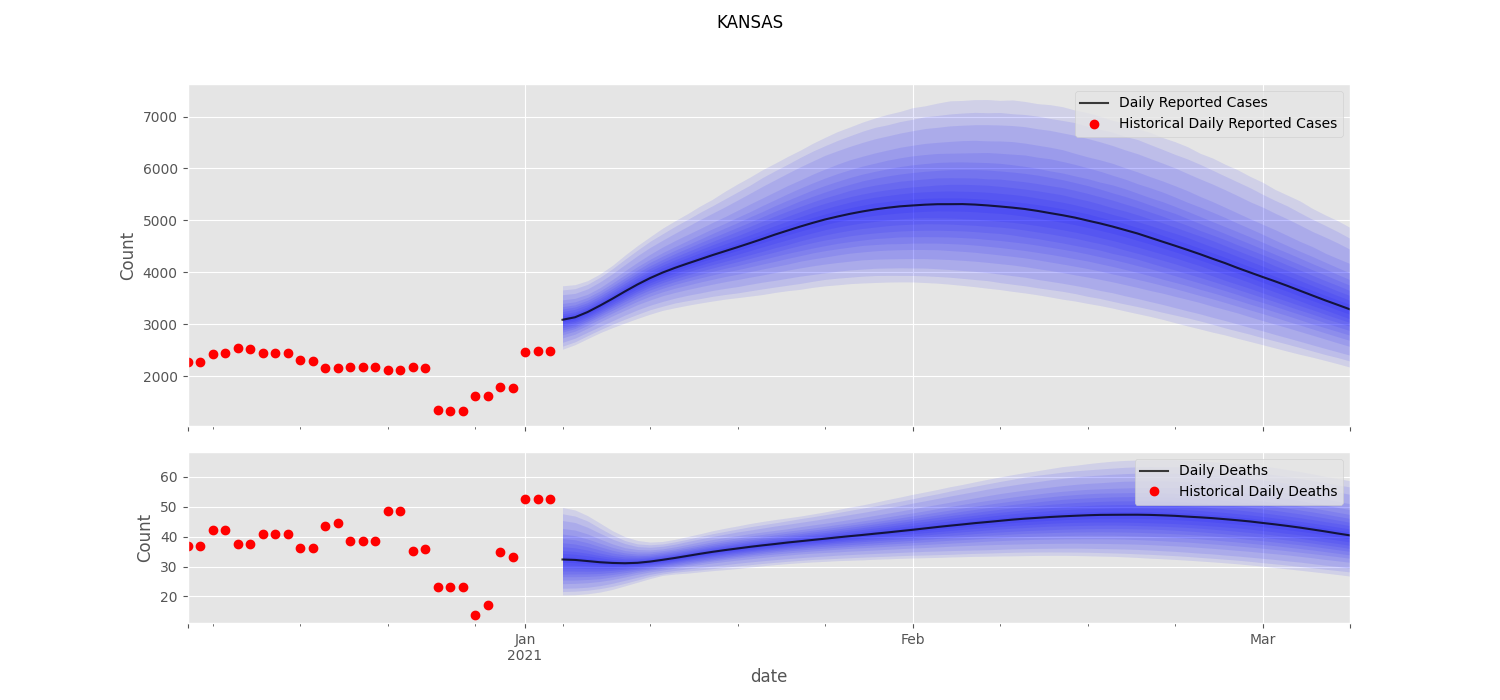 KANSAS
7000
6000
5000
4000
3000
2000
Count
Daily Reported Cases
Historical Daily Reported Cases
60
50
40
30
20
Count
Daily Deaths
Historical Daily Deaths
Jan
2021
Feb
Mar
date